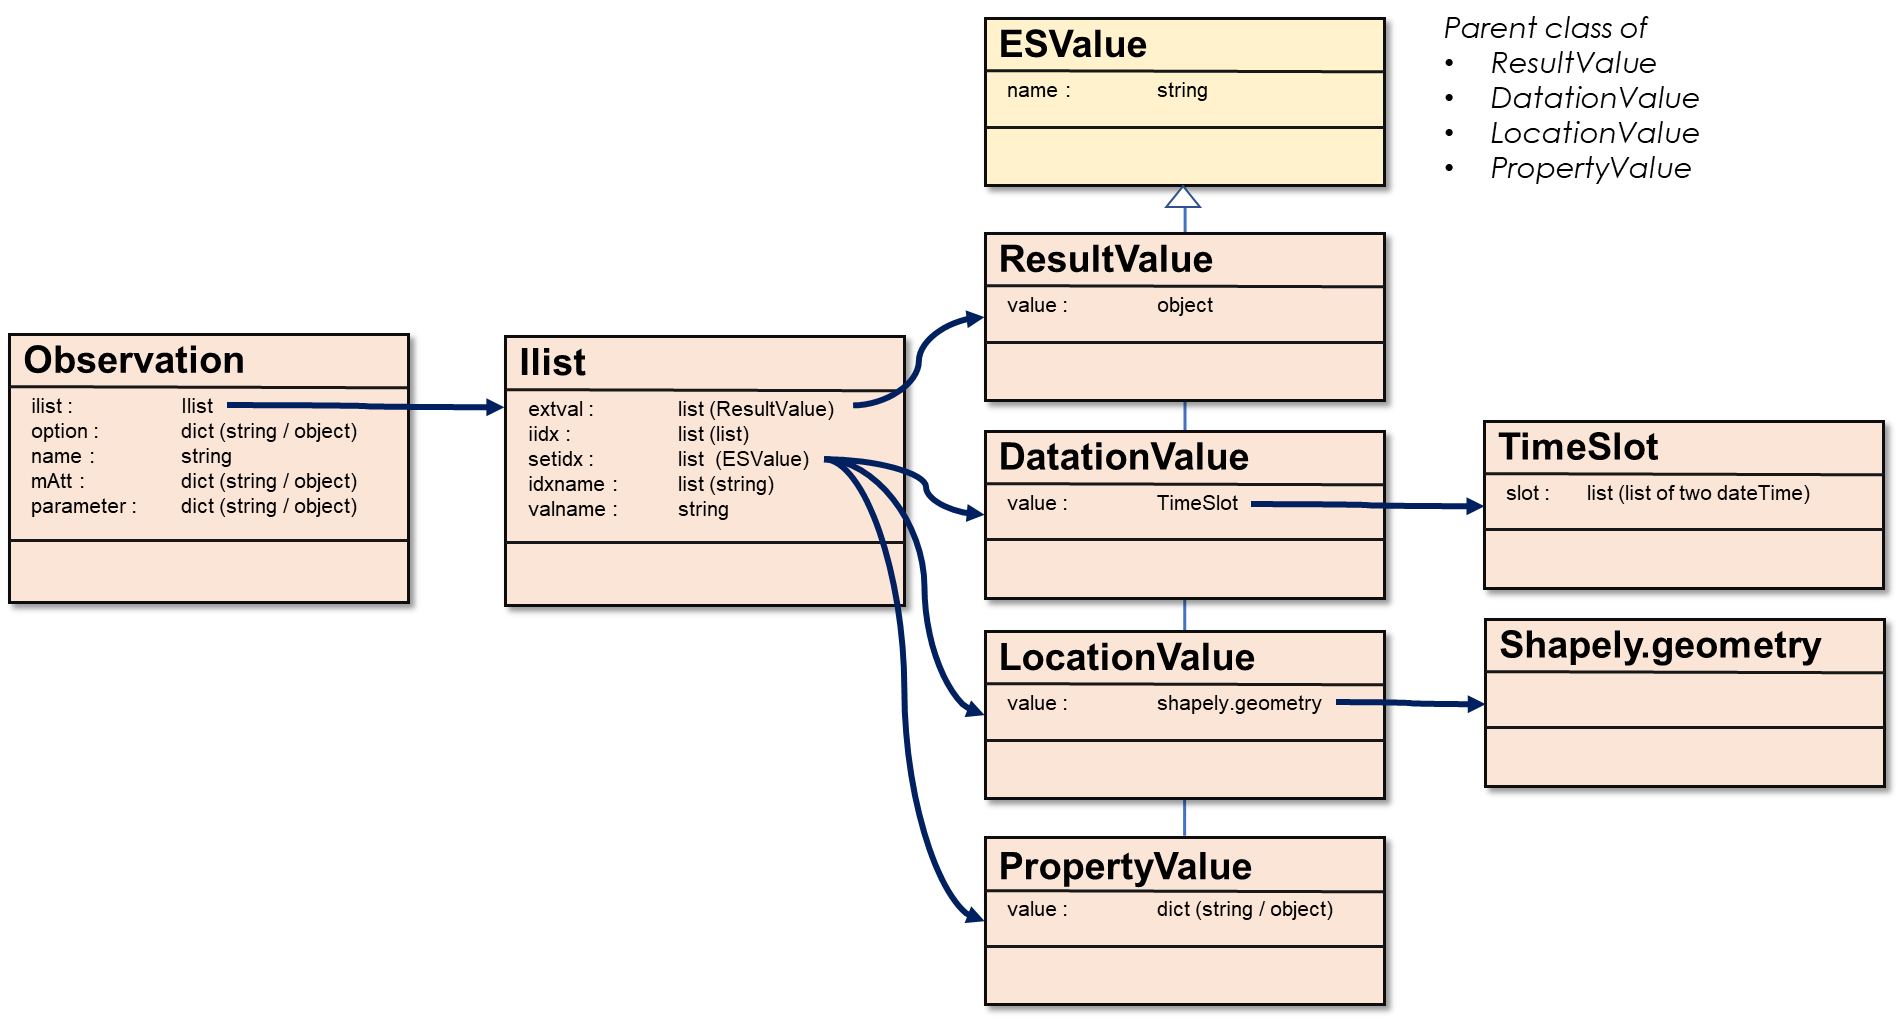 ESValue
name : string
Parent class of
• ResultValue
• DatationValue
• LocationValue
• PropertyValue
ResultValue
value : object
Observation
ilist : Ilist
option : dict (string / object)
name : string
mAtt : dict (string / object)
parameter : dict (string / object)
Ilist
extval : list (ResultValue)
iidx : list (list)
setidx : list (ESValue)
idxname : list (string)
valname : string
DatationValue
value : TimeSlot
TimeSlot
slot : list (list of two dateTime)
LocationValue
value : shapely.geometry
Shapely.geometry
PropertyValue
value : dict (string / object)